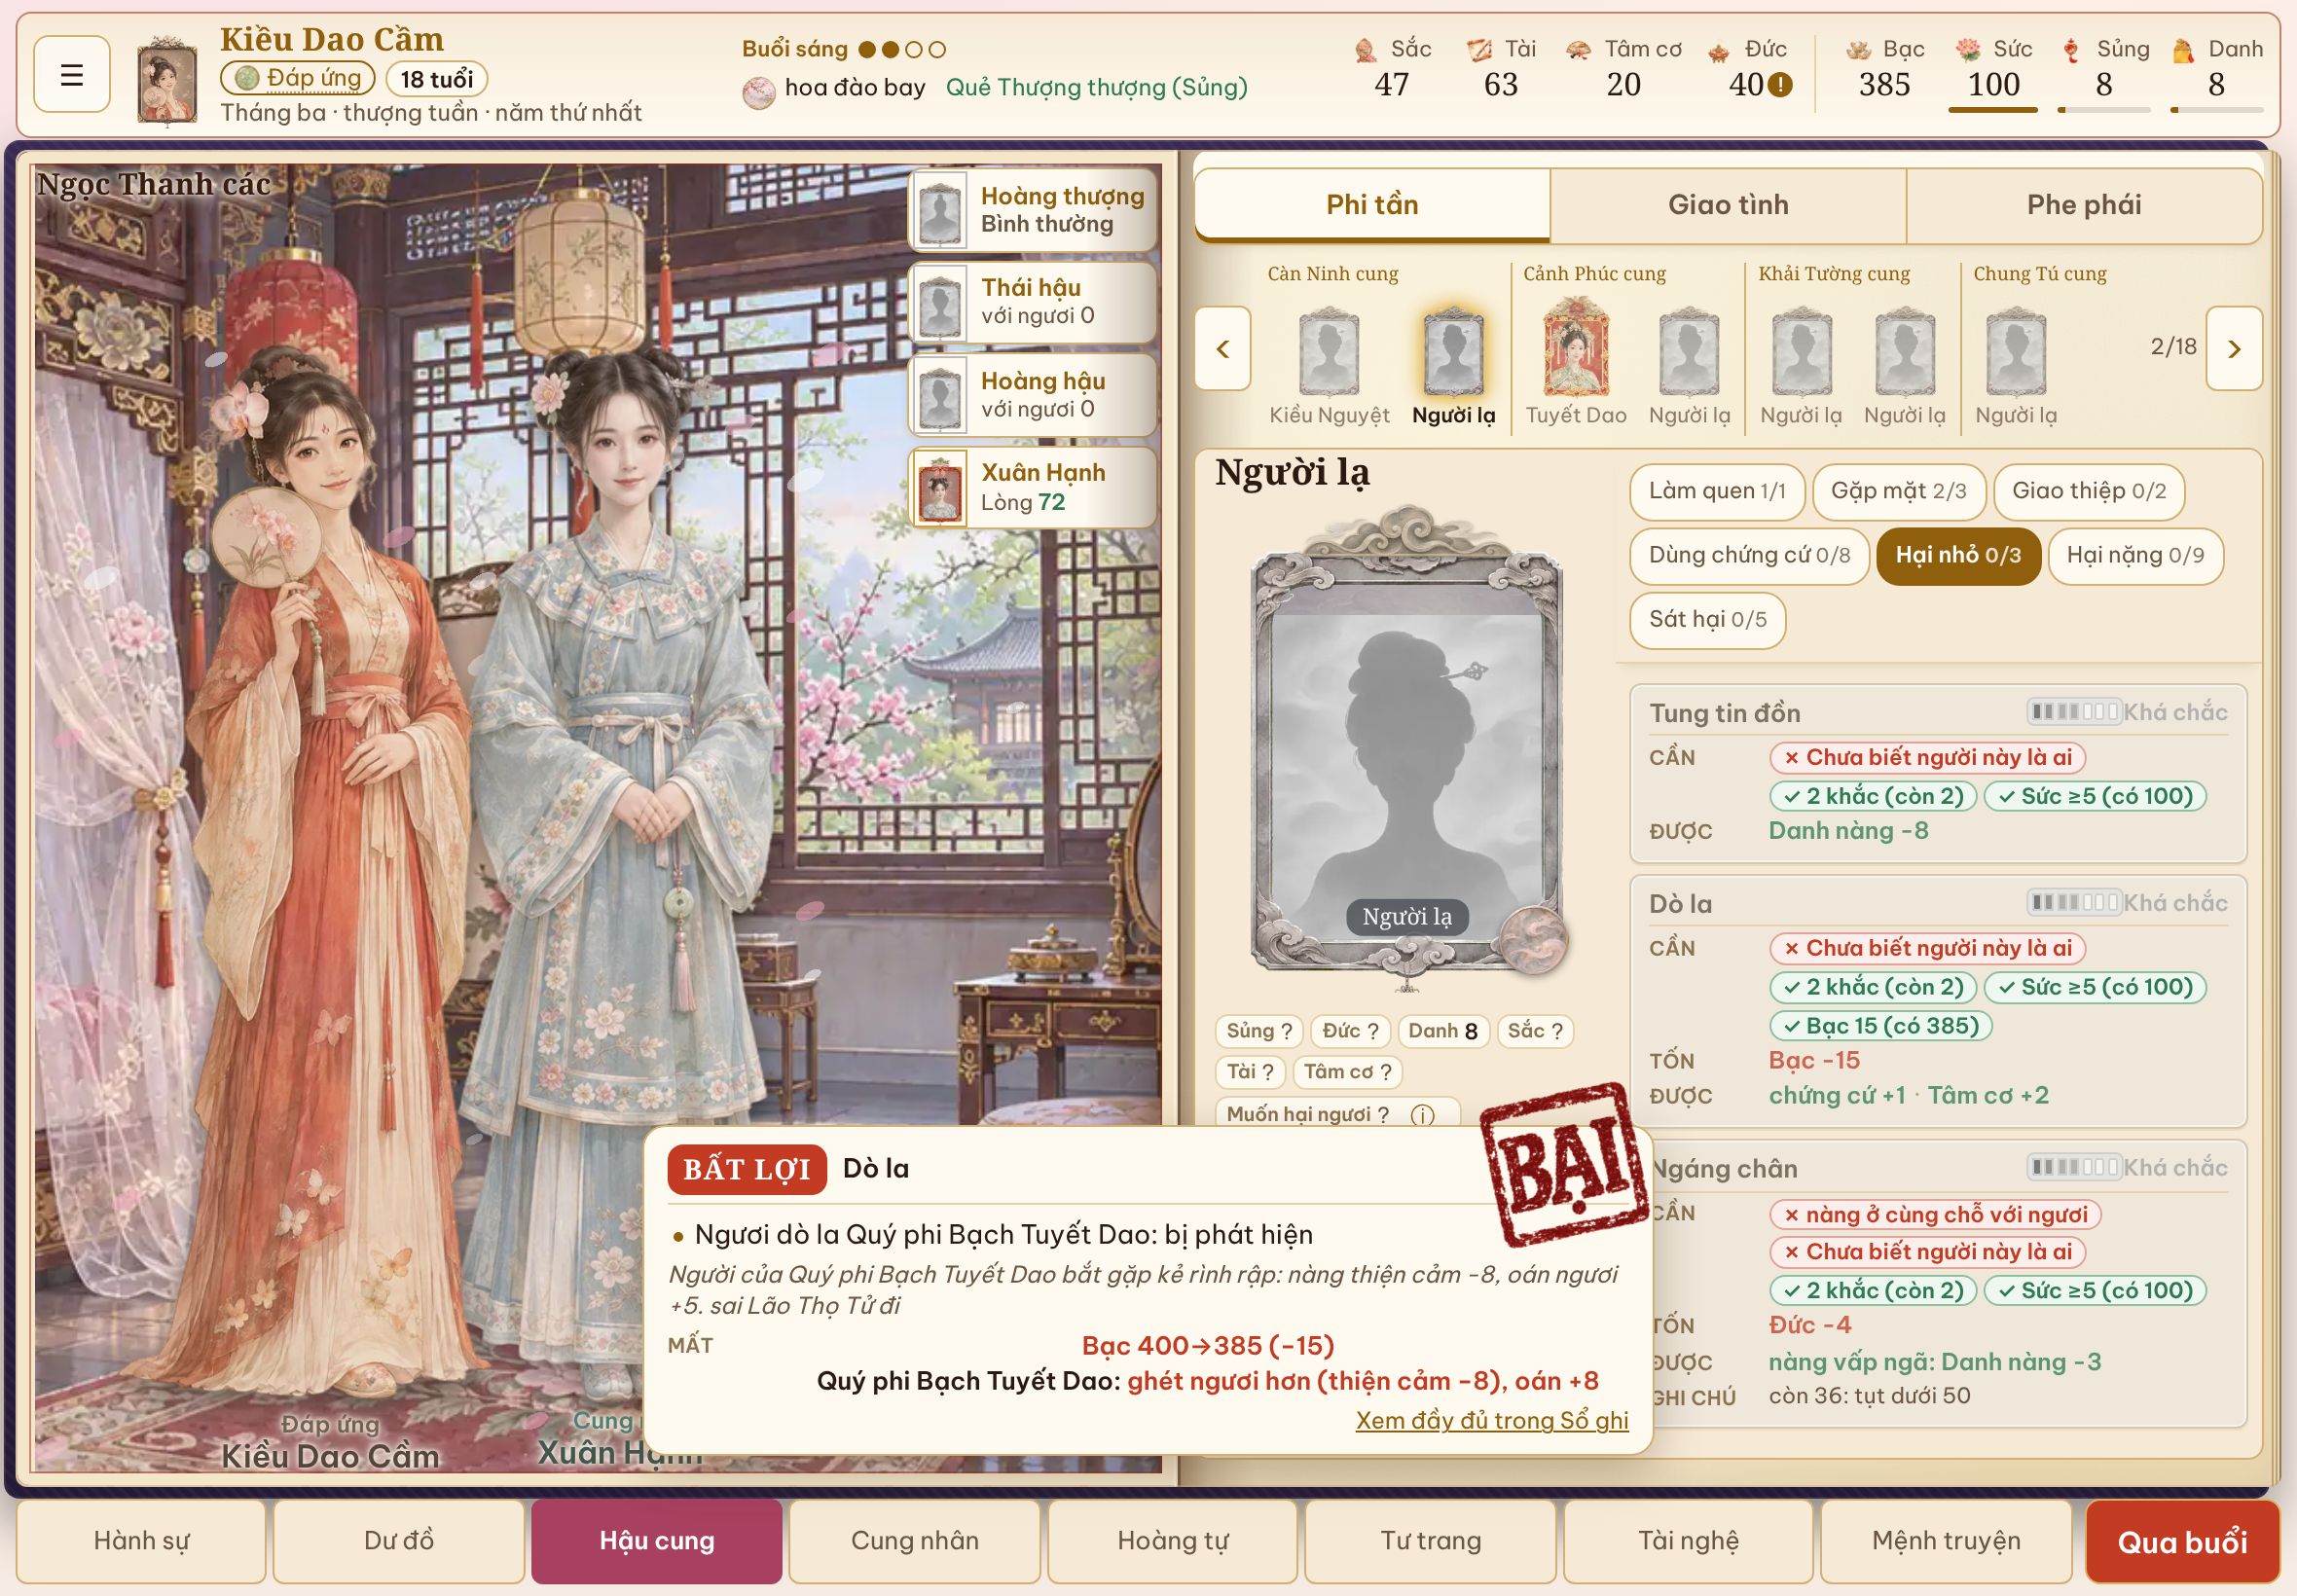 Kiều Dao Cầm
Đáp ứng
18 tuổi
Tháng ba · thượng tuần · năm thứ nhất
Buổi sáng
hoa đào bay Quẻ Thượng thượng (Sủng)
Sắc Tài Tâm cơ Đức Bạc Sức Sủng Danh
47 63 20 40 ! 385 100 8 8
Ngọc Thanh các
Hoàng thượng
Bình thường
Thái hậu
với ngươi 0
Hoàng hậu
với ngươi 0
Xuân Hạnh
Lòng 72
Đáp ứng
Kiều Dao Cầm
Cung
Xuân Hạnh
Phi tần Giao tình Phe phái
Càn Ninh cung Cảnh Phúc cung Khải Tường cung Chung Tú cung
‹ 2/18 ›
Kiều Nguyệt Người lạ Tuyết Dao Người lạ Người lạ Người lạ Người lạ
Người lạ
Người lạ
Sủng ? Đức ? Danh 8 Sắc ?
Tài ? Tâm cơ ?
Muốn hại ngươi ? ⓘ
Làm quen 1/1 Gặp mặt 2/3 Giao thiệp 0/2
Dùng chứng cứ 0/8 Hại nhỏ 0/3 Hại nặng 0/9
Sát hại 0/5
Tung tin đồn Khá chắc
CẦN × Chưa biết người này là ai
✓ 2 khắc (còn 2) ✓ Sức ≥5 (có 100)
ĐƯỢC Danh nàng -8
Dò la Khá chắc
CẦN × Chưa biết người này là ai
✓ 2 khắc (còn 2) ✓ Sức ≥5 (có 100)
✓ Bạc 15 (có 385)
TỐN Bạc -15
ĐƯỢC chứng cứ +1 · Tâm cơ +2
Ngáng chân Khá chắc
CẦN × nàng ở cùng chỗ với ngươi
× Chưa biết người này là ai
✓ 2 khắc (còn 2) ✓ Sức ≥5 (có 100)
TỐN Đức -4
ĐƯỢC nàng vấp ngã: Danh nàng -3
GHI CHÚ còn 36: tụt dưới 50
BẤT LỢI Dò la
BẠI
• Ngươi dò la Quý phi Bạch Tuyết Dao: bị phát hiện
Người của Quý phi Bạch Tuyết Dao bắt gặp kẻ rình rập: nàng thiện cảm -8, oán ngươi
+5. sai Lão Thọ Tử đi
MẤT Bạc 400→385 (-15)
Quý phi Bạch Tuyết Dao: ghét ngươi hơn (thiện cảm -8), oán +8
Xem đầy đủ trong Sổ ghi
Hành sự Dư đồ Hậu cung Cung nhân Hoàng tự Tư trang Tài nghệ Mệnh truyện Qua buổi